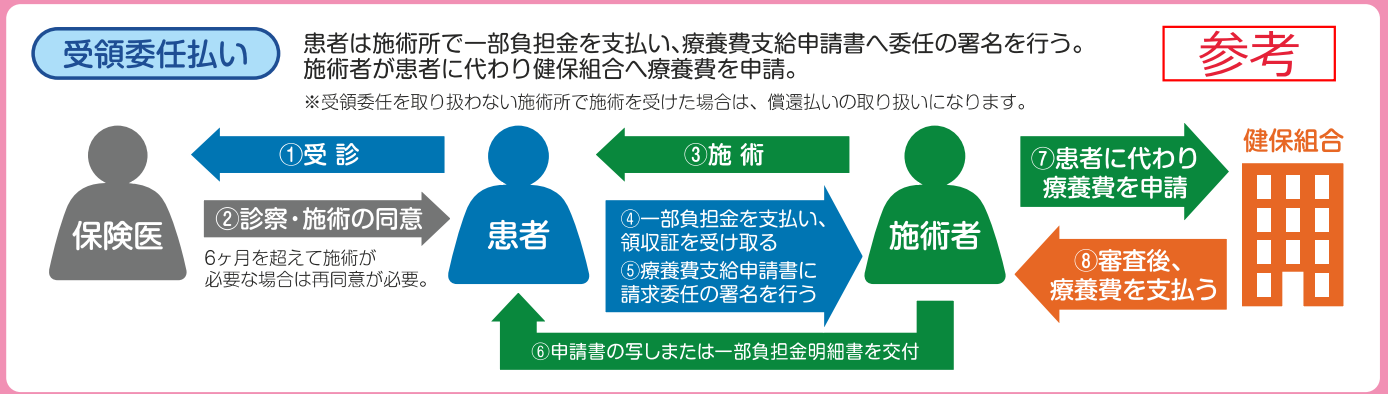 受領委任払い
患者は施術所で一部負担金を支払い、療養費支給申請書へ委任の署名を行う。
施術者が患者に代わり健保組合へ療養費を申請。
※受領委任を取り扱わない施術所で施術を受けた場合は、償還払いの取り扱いになります。
参考
保険医
①受 診
②診察・施術の同意
6ヶ月を超えて施術が
必要な場合は再同意が必要。
患者
③施 術
④一部負担金を支払い、
領収証を受け取る
⑤療養費支給申請書に
請求委任の署名を行う
⑥申請書の写しまたは一部負担金明細書を交付
施術者
⑦患者に代わり
療養費を申請
⑧審査後、
療養費を支払う
健保組合